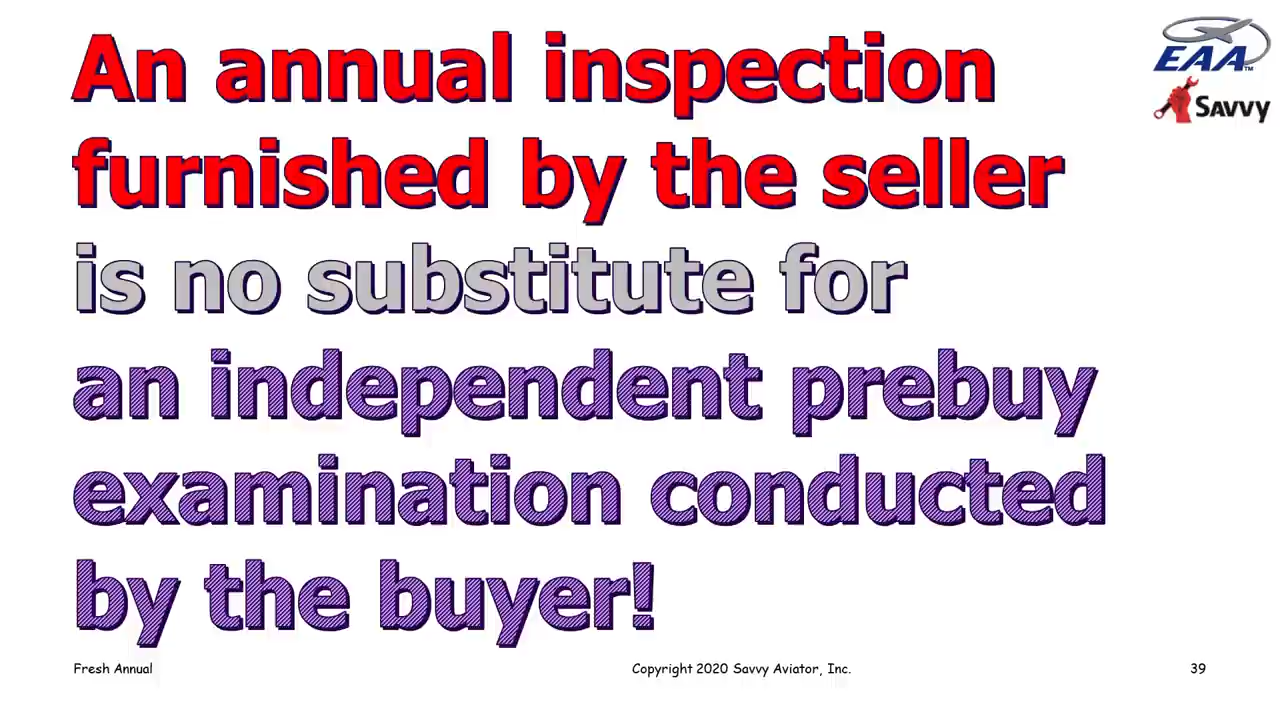 An annual inspection
furnished by the seller
is no substitute for
an independent prebuy
examination conducted
by the buyer!
EAA™
Savvy
Fresh Annual
Copyright 2020 Savvy Aviator, Inc.
39